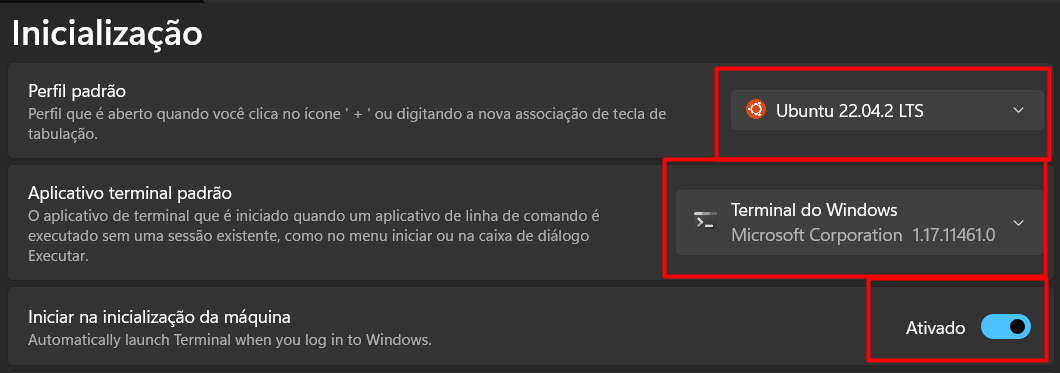 Inicialização
Perfil padrão
Perfil que é aberto quando você clica no ícone ' + ' ou digitando a nova associação de tecla de
tabulação.
Ubuntu 22.04.2 LTS
Aplicativo terminal padrão
O aplicativo de terminal que é iniciado quando um aplicativo de linha de comando é
executado sem uma sessão existente, como no menu iniciar ou na caixa de diálogo
Executar.
Terminal do Windows
Microsoft Corporation 1.17.11461.0
Iniciar na inicialização da máquina
Automatically launch Terminal when you log in to Windows.
Ativado